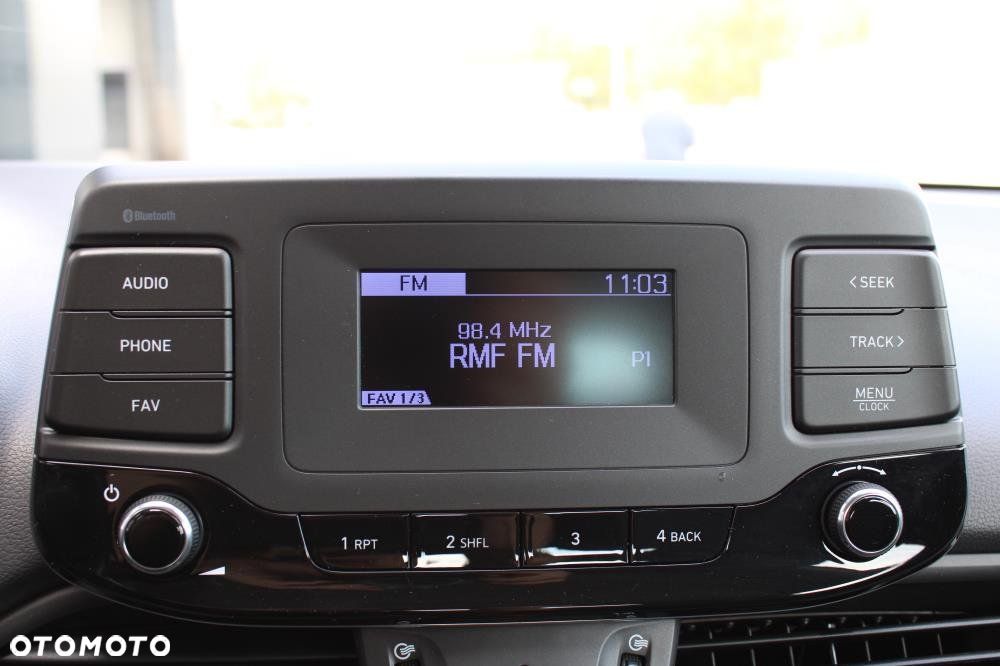 Bluetooth
AUDIO
PHONE
FAV
FM 11:03
98.4 MHz
RMF FM P1
FAV 1/3
< SEEK
TRACK >
MENU
CLOCK
1 RPT
2 SHFL
3
4 BACK
OTOMOTO